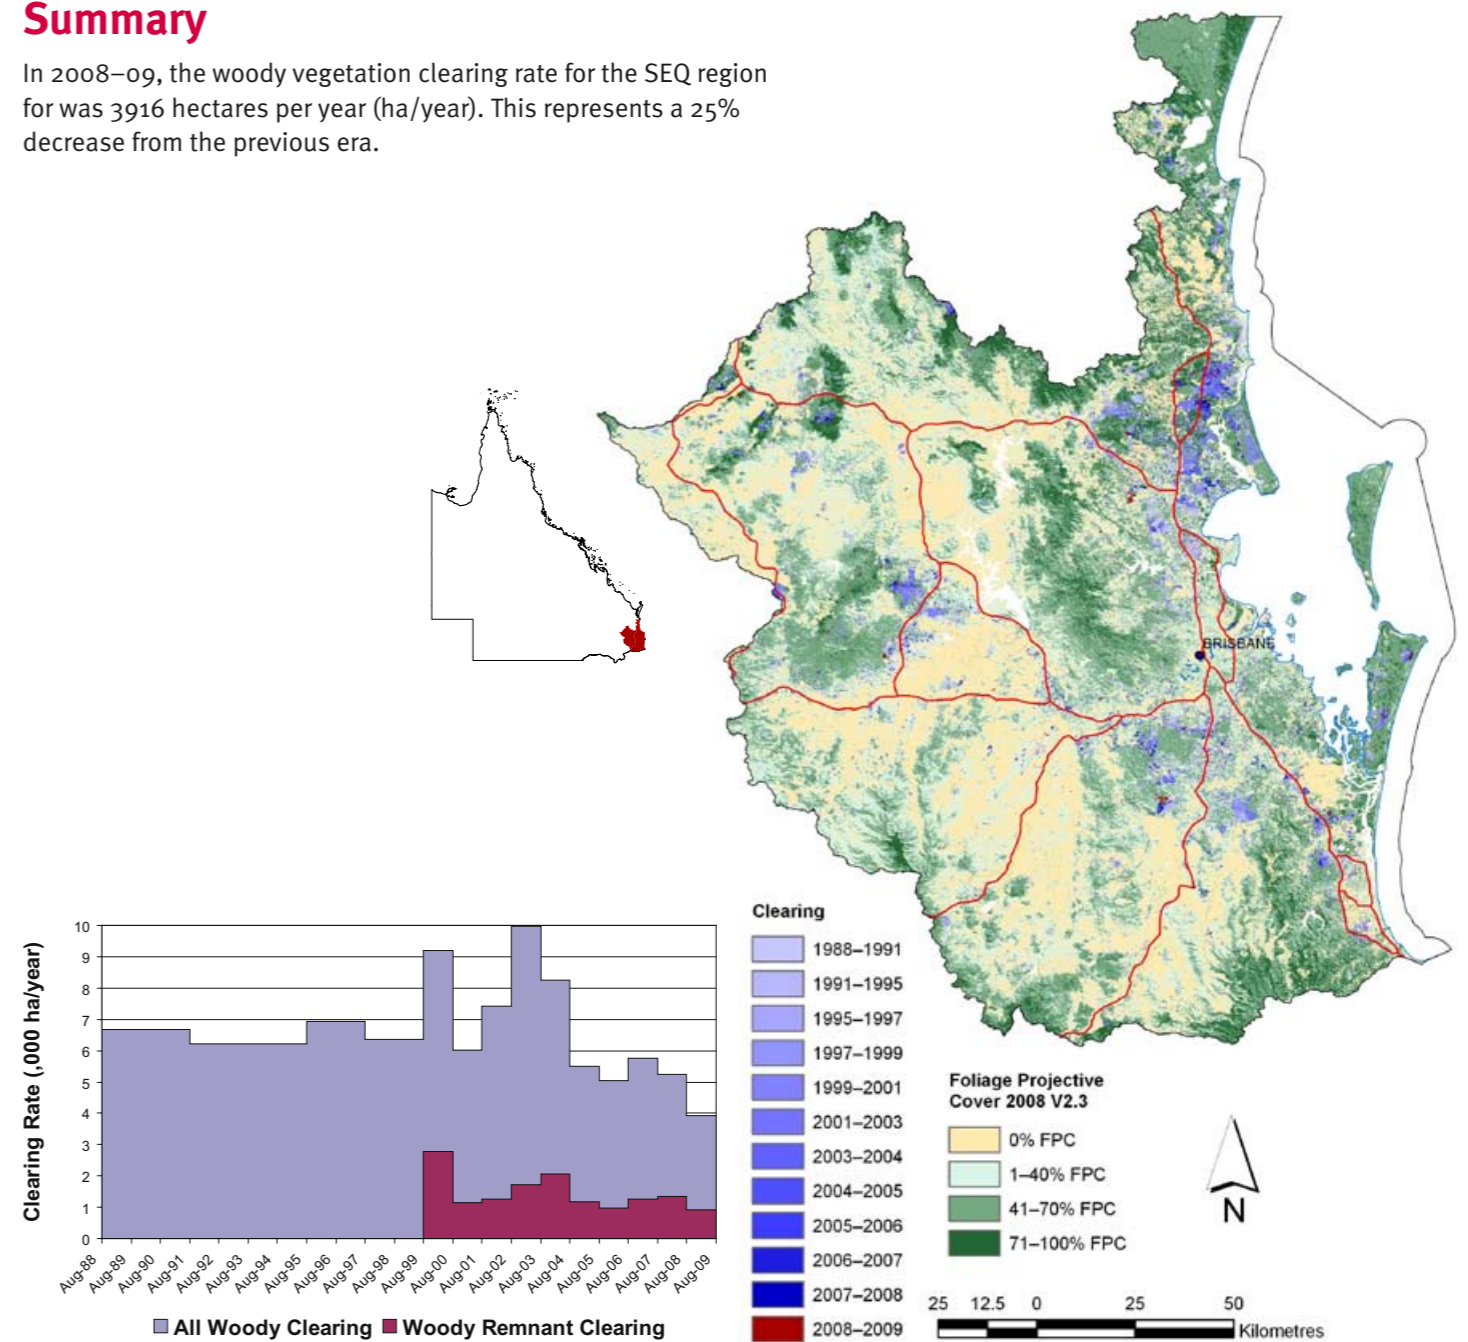 Summary
In 2008–09, the woody vegetation clearing rate for the SEQ region
for was 3916 hectares per year (ha/year). This represents a 25%
decrease from the previous era.
BRISBANE
Clearing Rate (,000 ha/year)
10
9
8
7
6
5
4
3
2
1
0
Aug-88
Aug-89
Aug-90
Aug-91
Aug-92
Aug-93
Aug-94
Aug-95
Aug-96
Aug-97
Aug-98
Aug-99
Aug-00
Aug-01
Aug-02
Aug-03
Aug-04
Aug-05
Aug-06
Aug-07
Aug-08
Aug-09
All Woody Clearing Woody Remnant Clearing
Clearing
1988–1991
1991–1995
1995–1997
1997–1999
1999–2001
2001–2003
2003–2004
2004–2005
2005–2006
2006–2007
2007–2008
2008–2009
Foliage Projective
Cover 2008 V2.3
0% FPC
1–40% FPC
41–70% FPC
71–100% FPC
N
25 12.5 0 25 50
Kilometres